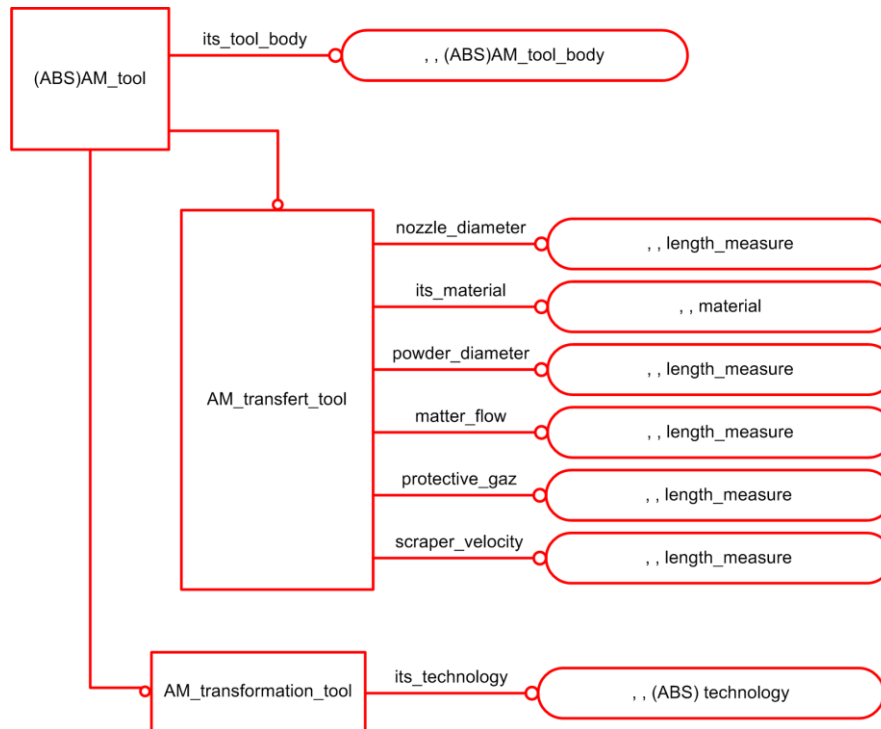 its_tool_body
, , (ABS)AM_tool_body
(ABS)AM_tool
nozzle_diameter
, , length_measure
its_material
, , material
powder_diameter
, , length_measure
AM_transfert_tool
matter_flow
, , length_measure
protective_gaz
, , length_measure
scraper_velocity
, , length_measure
AM_transformation_tool
its_technology
, , (ABS) technology